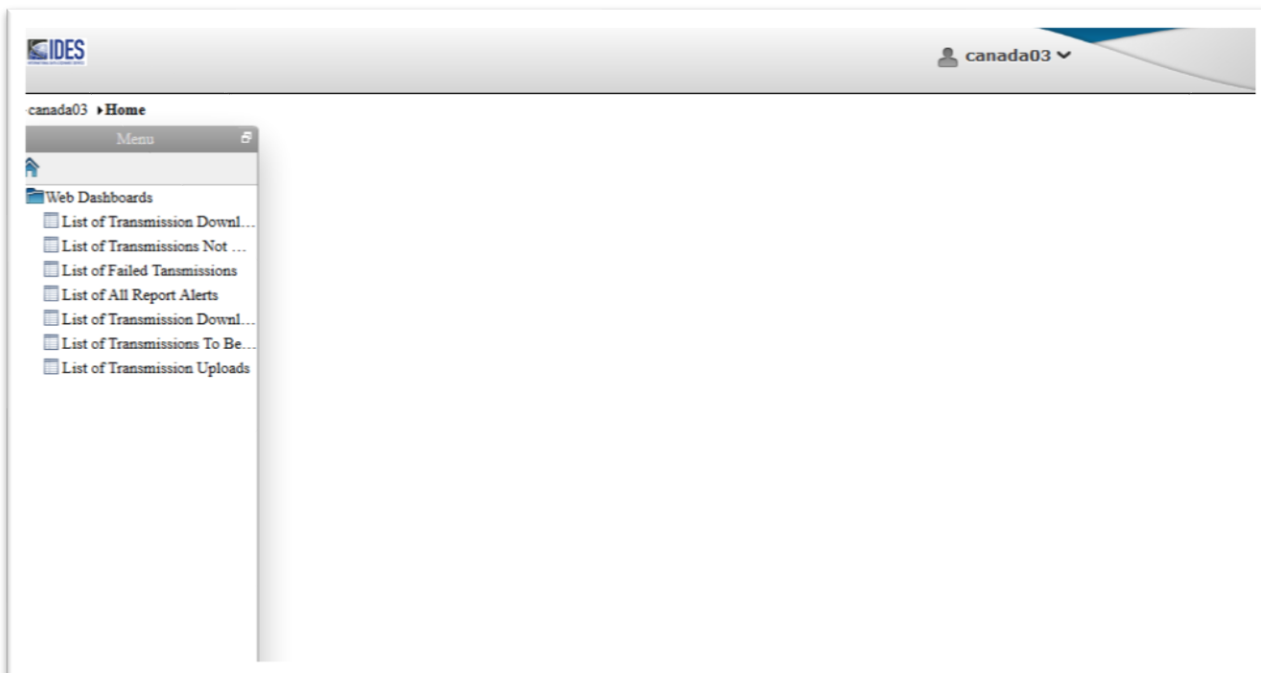 IDES
canada03
canada03 ▸Home
Menu
Web Dashboards
List of Transmission Downl...
List of Transmissions Not ...
List of Failed Tansmissions
List of All Report Alerts
List of Transmission Downl...
List of Transmissions To Be...
List of Transmission Uploads